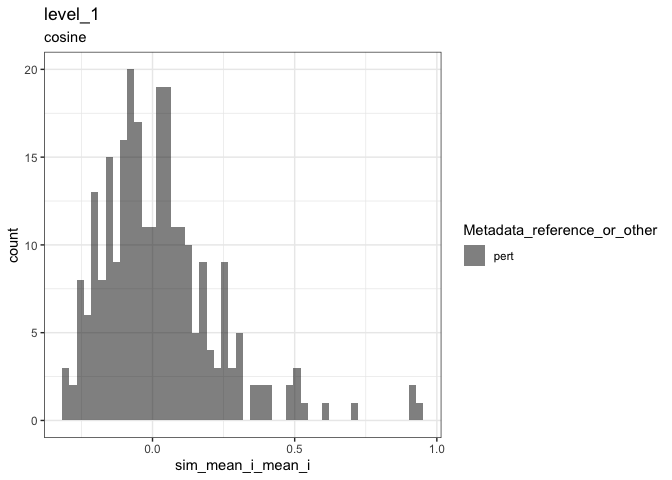 level_1
cosine
20
15
10
5
0
count
0.0
0.5
1.0
sim_mean_i_mean_i
Metadata_reference_or_other
pert